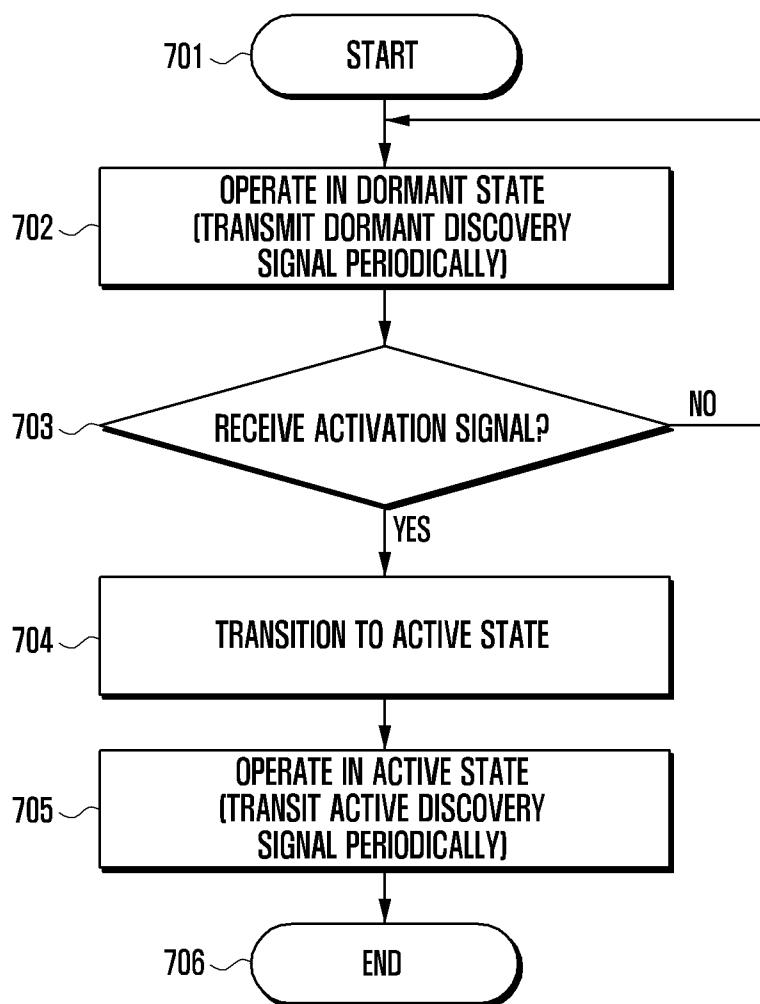 701
START
702
OPERATE IN DORMANT STATE
(TRANSMIT DORMANT DISCOVERY
SIGNAL PERIODICALLY)
703
RECEIVE ACTIVATION SIGNAL?
NO
YES
704
TRANSITION TO ACTIVE STATE
705
OPERATE IN ACTIVE STATE
(TRANSIT ACTIVE DISCOVERY
SIGNAL PERIODICALLY)
706
END